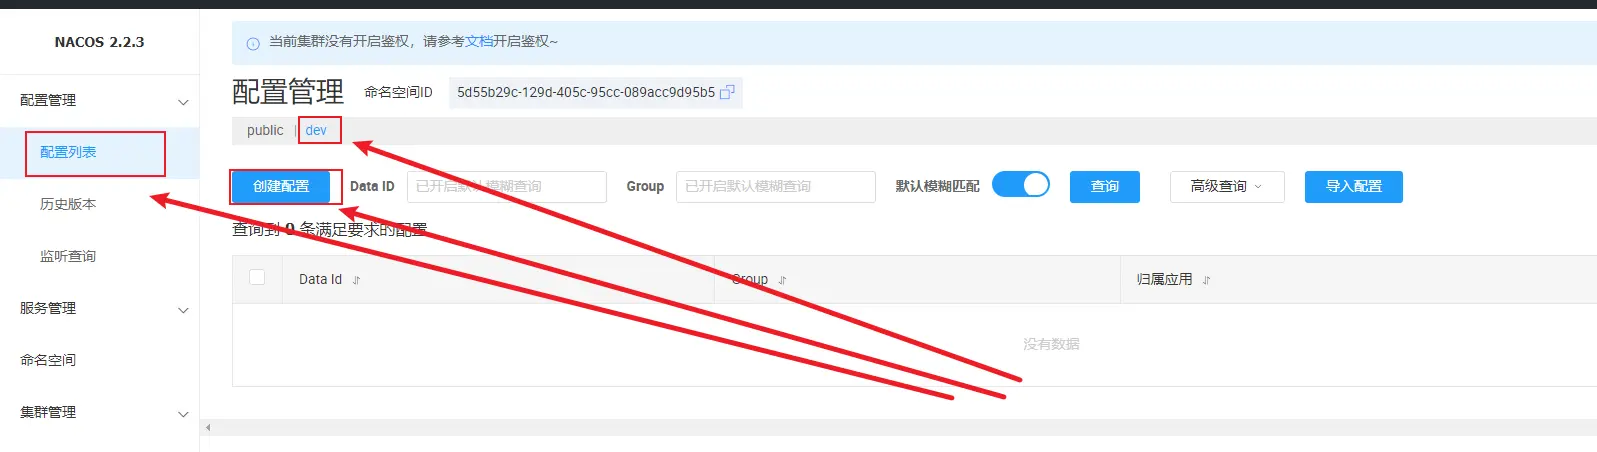 NACOS 2.2.3
当前集群没有开启鉴权，请参考文档开启鉴权~
配置管理 命名空间ID 5d55b29c-129d-405c-95cc-089acc9d95b5
public | dev
配置管理
配置列表
历史版本
监听查询
服务管理
命名空间
集群管理
创建配置 Data ID 已开启默认模糊查询 Group 已开启默认模糊查询 默认模糊匹配 查询 高级查询 导入配置
查询到 0 条满足要求的配置
Data Id Group 归属应用
没有数据